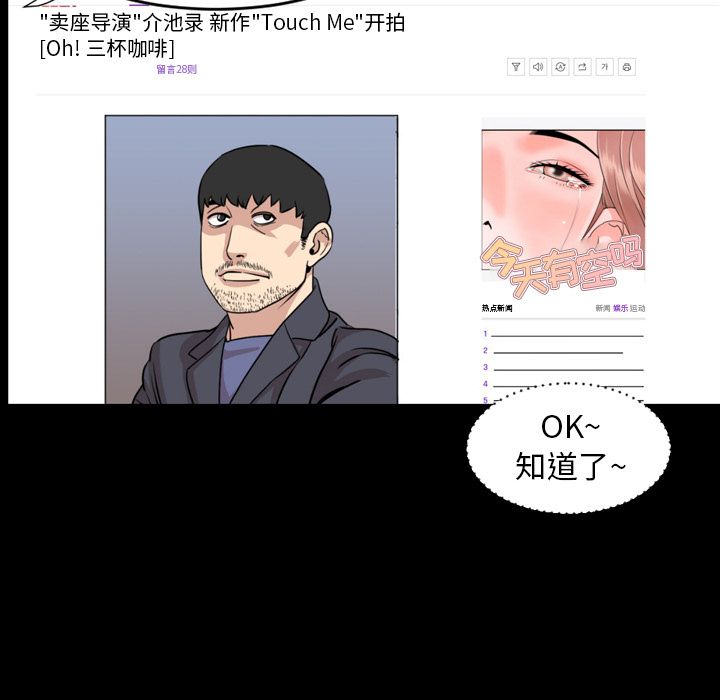 "卖座导演"介池录 新作"Touch Me"开拍
[Oh! 三杯咖啡]
留言28则
가
今天有空吗
热点新闻
新闻 娱乐 运动
1
2
3
4
5
OK~
知道了~